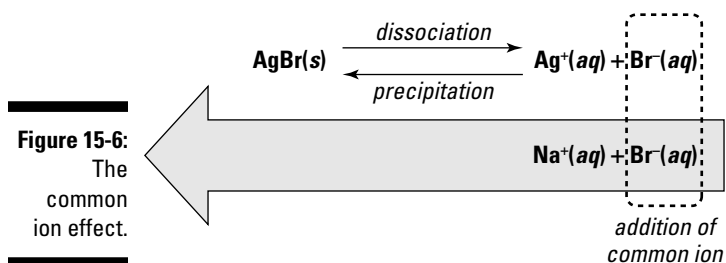 dissociation
AgBr(s) Ag⁺(aq) + Br⁻(aq)
precipitation
Figure 15-6:
The
common
ion effect.
Na⁺(aq) + Br⁻(aq)
addition of
common ion